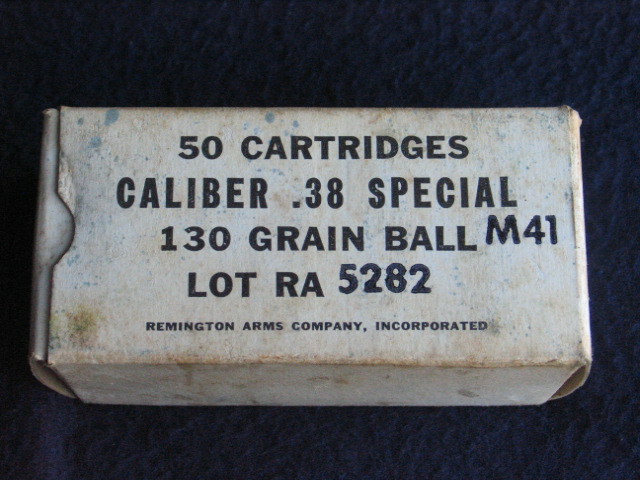 50 CARTRIDGES
CALIBER .38 SPECIAL
130 GRAIN BALL M41
LOT RA 5282
REMINGTON ARMS COMPANY, INCORPORATED